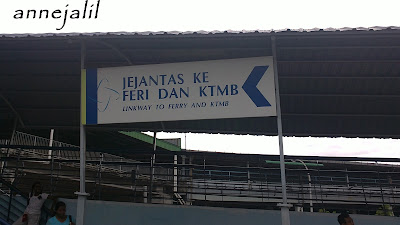 annejalil
JEJANTAS KE
FERI DAN KTMB
LINKWAY TO FERRY AND KTMB